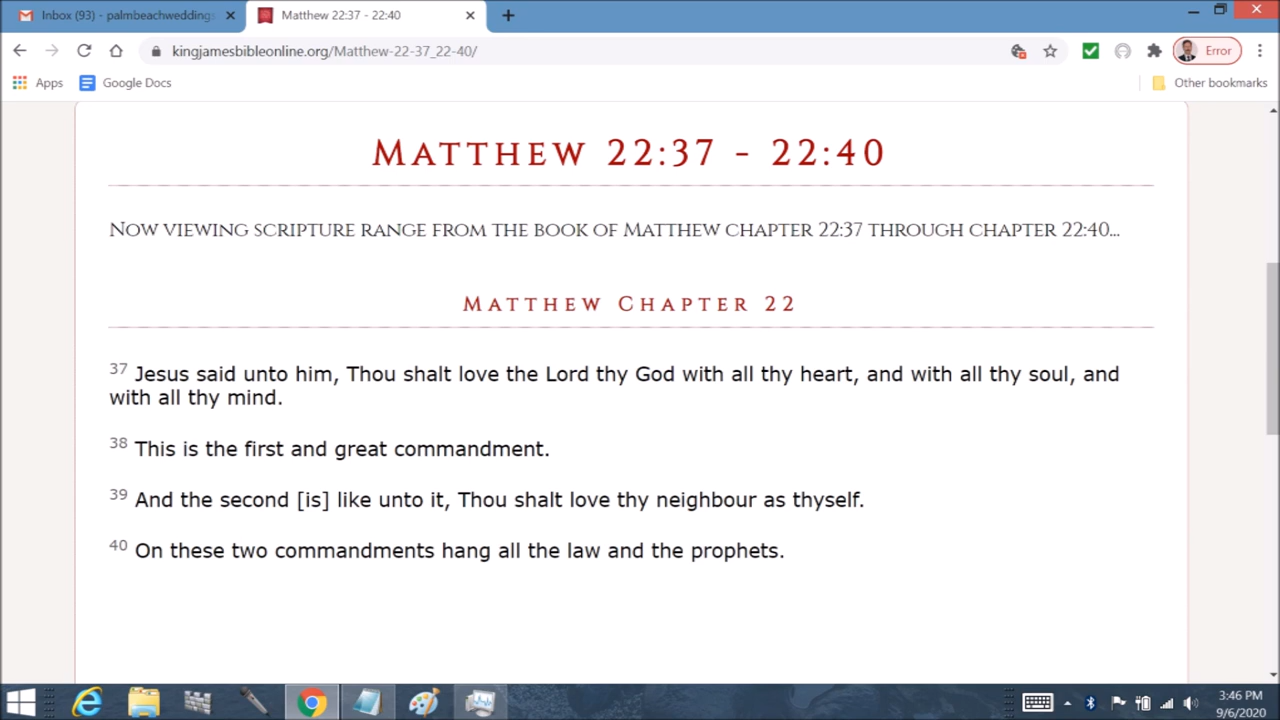 Inbox (93) - palmbeachwedding
Matthew 22:37 - 22:40
kingjamesbibleonline.org/Matthew-22-37_22-40/
Error
Apps
Google Docs
Other bookmarks
Matthew 22:37 - 22:40
Now viewing scripture range from the book of Matthew chapter 22:37 through chapter 22:40...
Matthew Chapter 22
37 Jesus said unto him, Thou shalt love the Lord thy God with all thy heart, and with all thy soul, and
with all thy mind.
38 This is the first and great commandment.
39 And the second [is] like unto it, Thou shalt love thy neighbour as thyself.
40 On these two commandments hang all the law and the prophets.
3:46 PM
9/6/2020